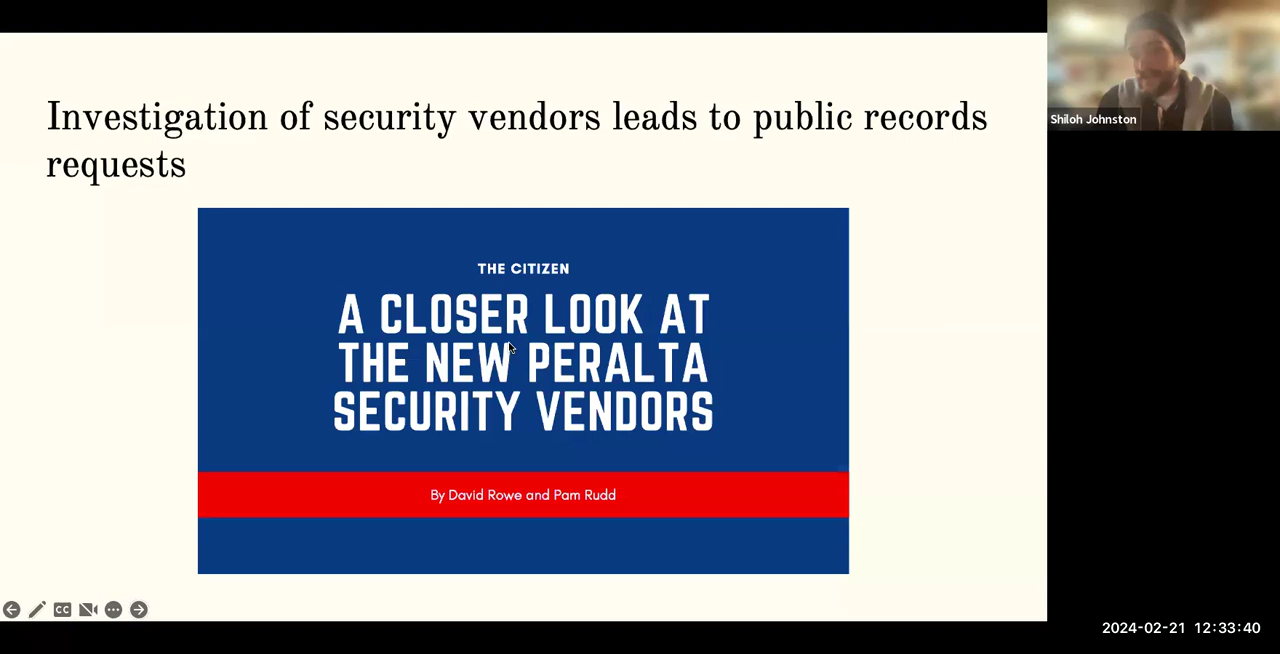 Investigation of security vendors leads to public records
requests
THE CITIZEN
A CLOSER LOOK AT
THE NEW PERALTA
SECURITY VENDORS
By David Rowe and Pam Rudd
Shiloh Johnston
CC
2024-02-21 12:33:40